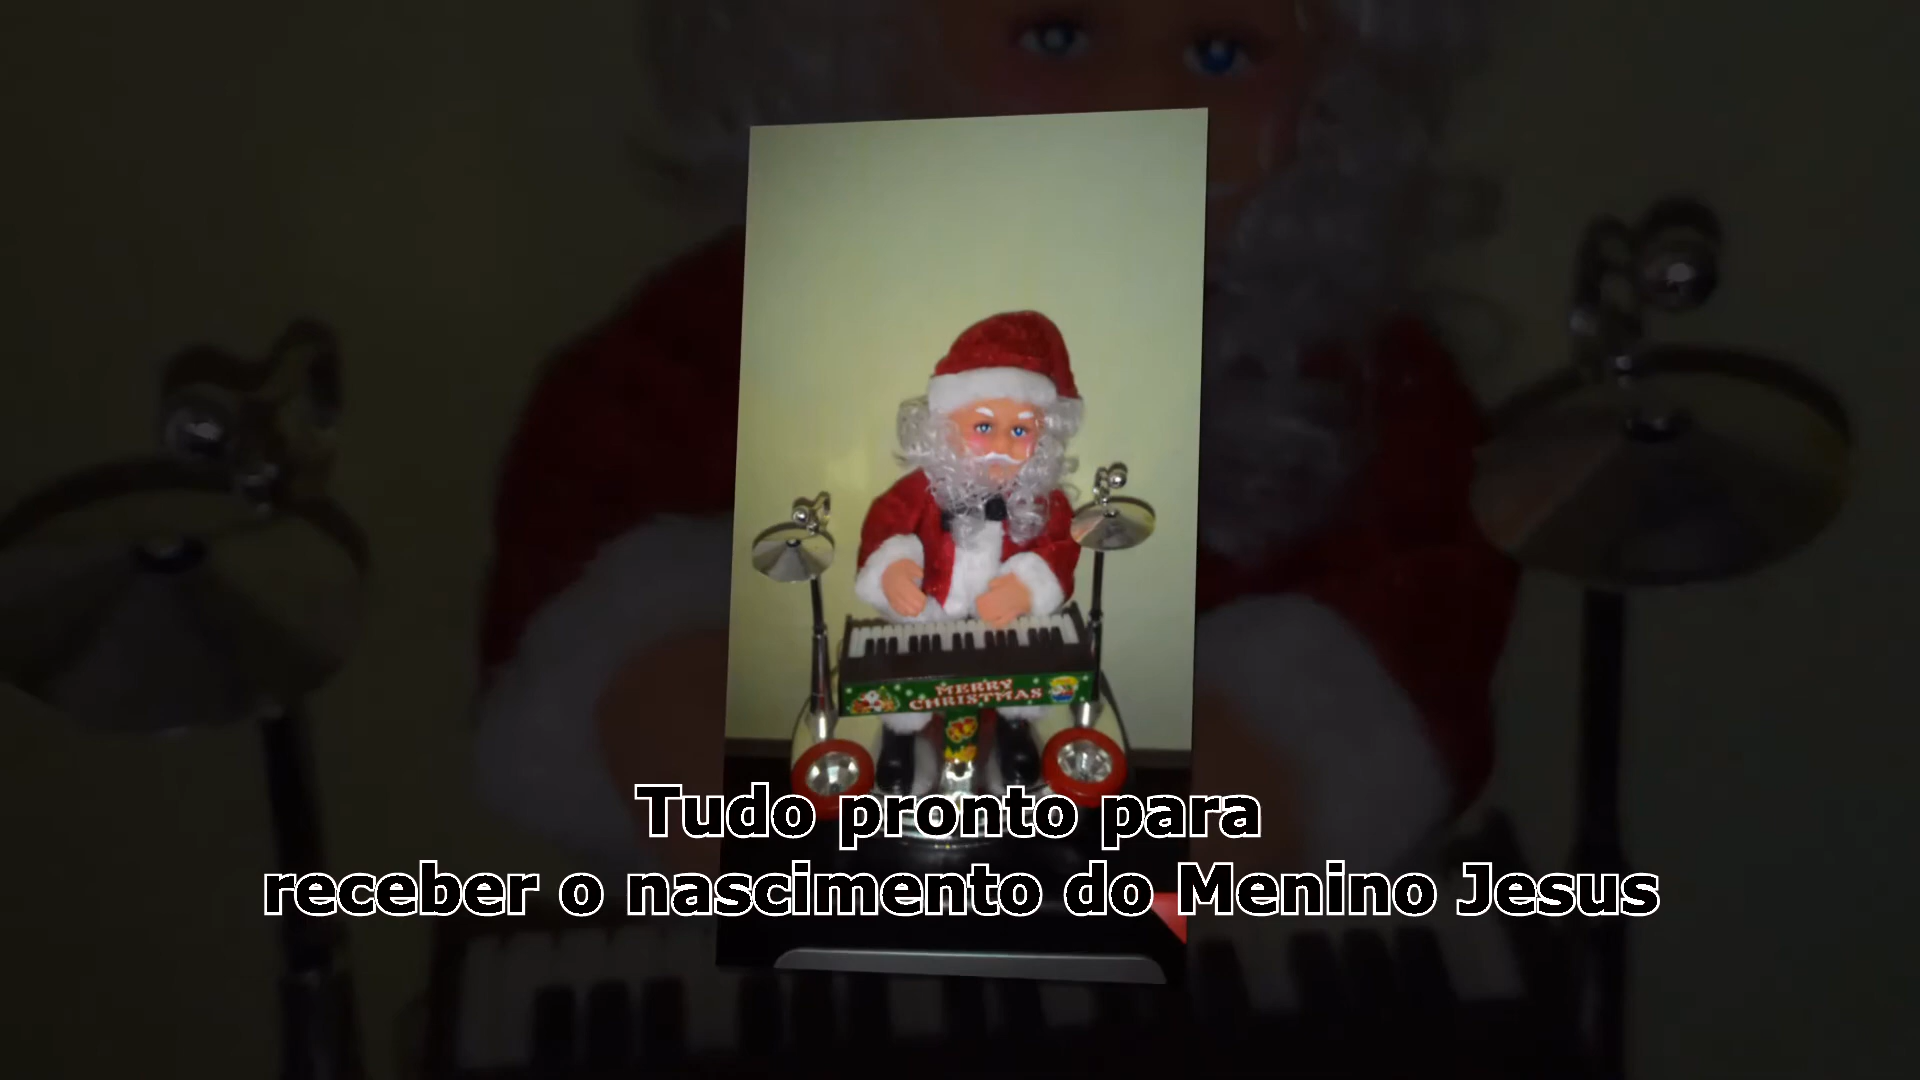 MERRY
CHRISTMAS
Tudo pronto para
receber o nascimento do Menino Jesus